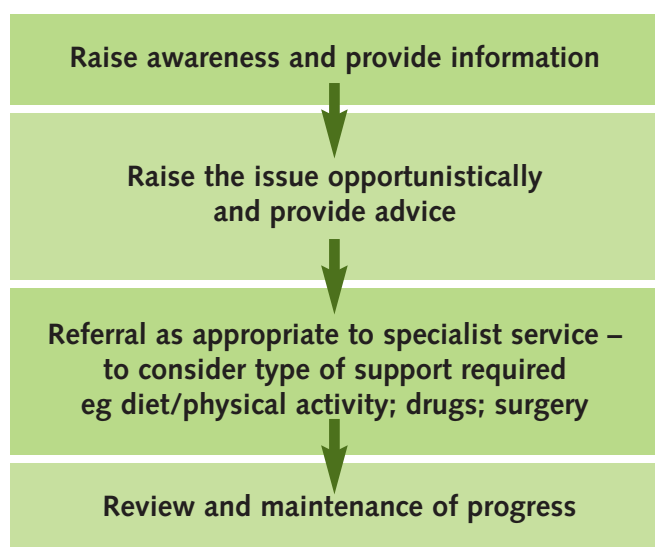 Raise awareness and provide information
Raise the issue opportunistically
and provide advice
Referral as appropriate to specialist service –
to consider type of support required
eg diet/physical activity; drugs; surgery
Review and maintenance of progress